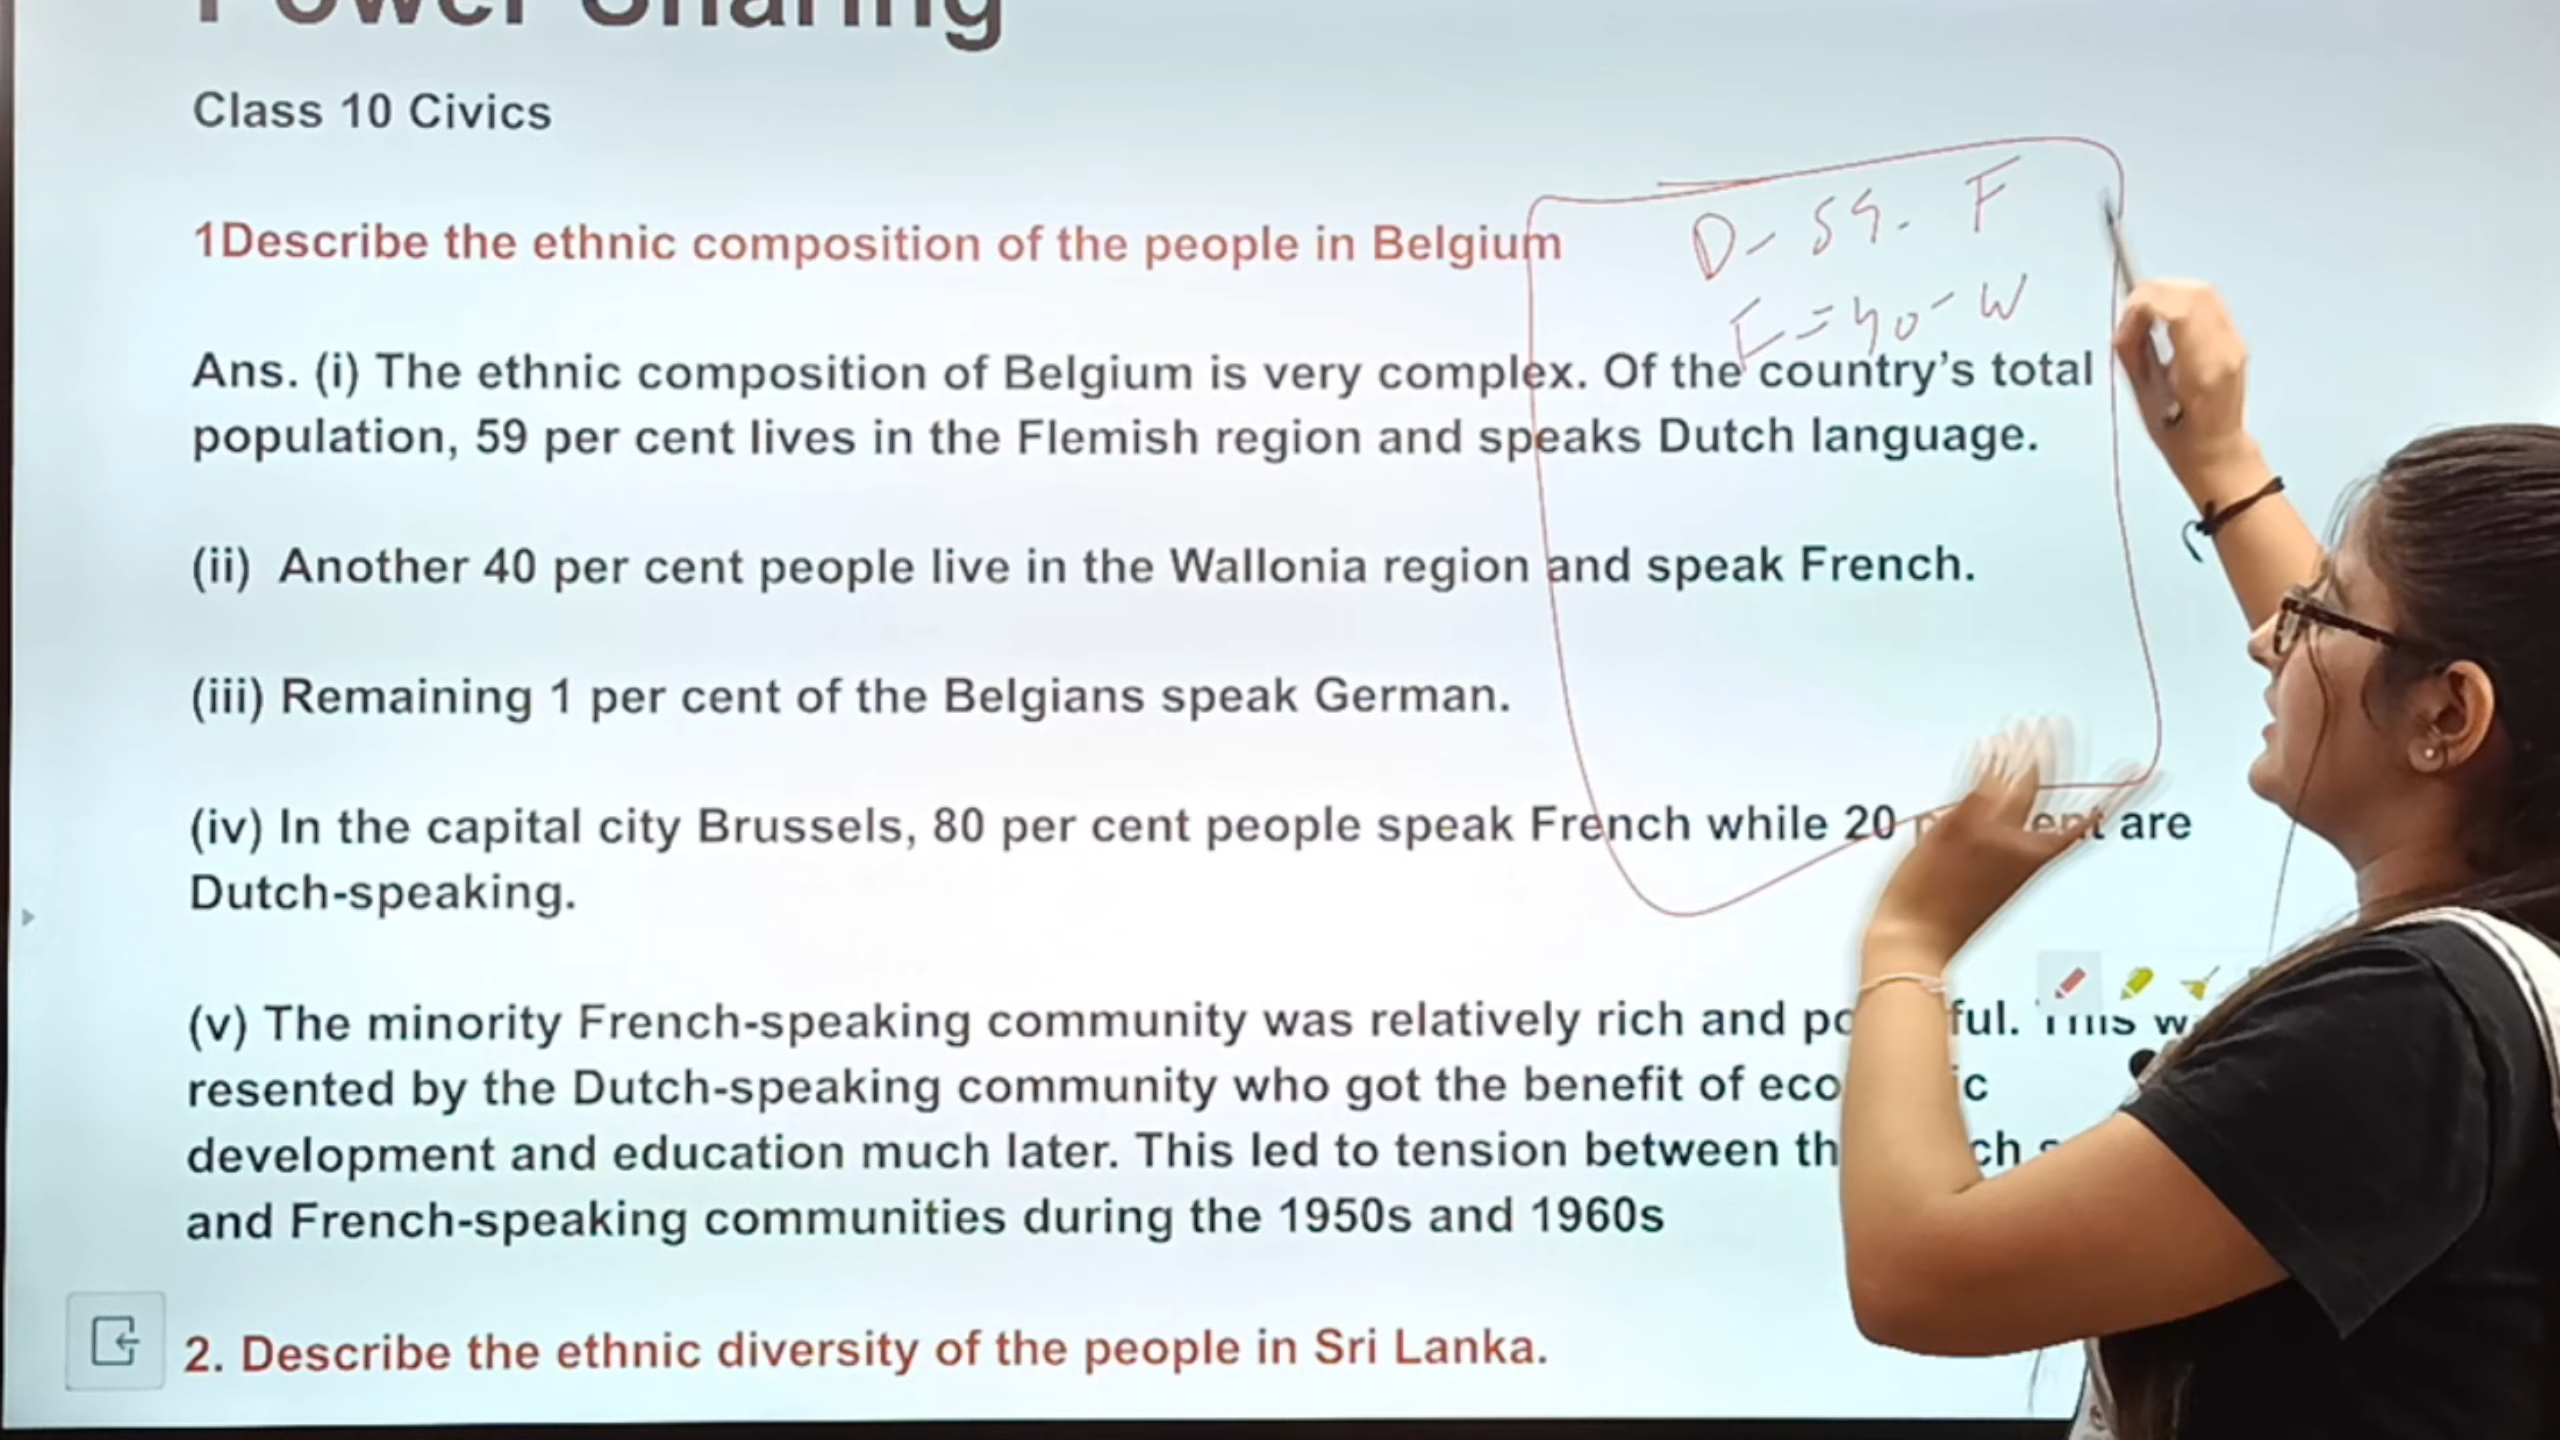 Power Sharing
Class 10 Civics
1Describe the ethnic composition of the people in Belgium
D- 59. F
F=40-W
Ans. (i) The ethnic composition of Belgium is very complex. Of the country's total
population, 59 per cent lives in the Flemish region and speaks Dutch language.
(ii) Another 40 per cent people live in the Wallonia region and speak French.
(iii) Remaining 1 per cent of the Belgians speak German.
(iv) In the capital city Brussels, 80 per cent people speak French while 20 are
Dutch-speaking.
(v) The minority French-speaking community was relatively rich and This
resented by the Dutch-speaking community who got the benefit of
development and education much later. This led to tension between
and French-speaking communities during the 1950s and 1960s
2. Describe the ethnic diversity of the people in Sri Lanka.